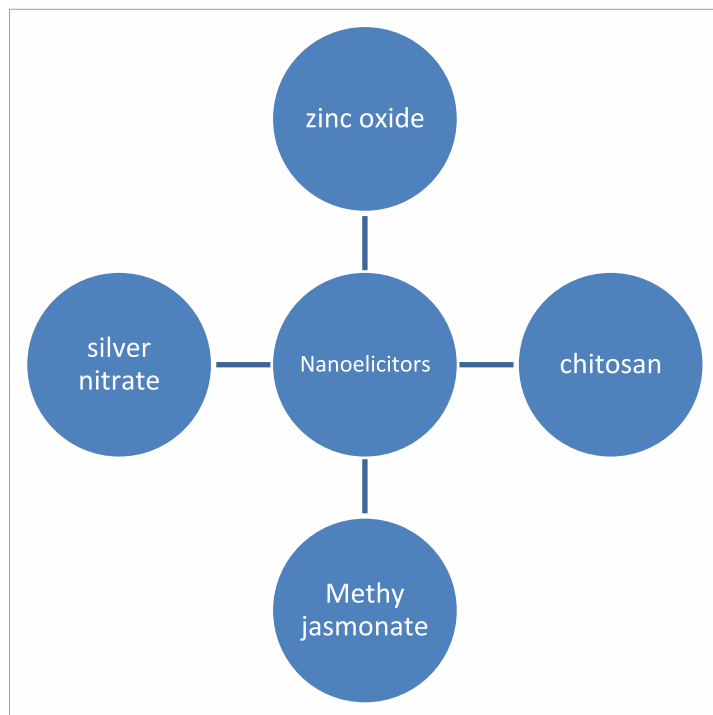 zinc oxide
silver
nitrate
Nanoelicitors
chitosan
Methy
jasmonate